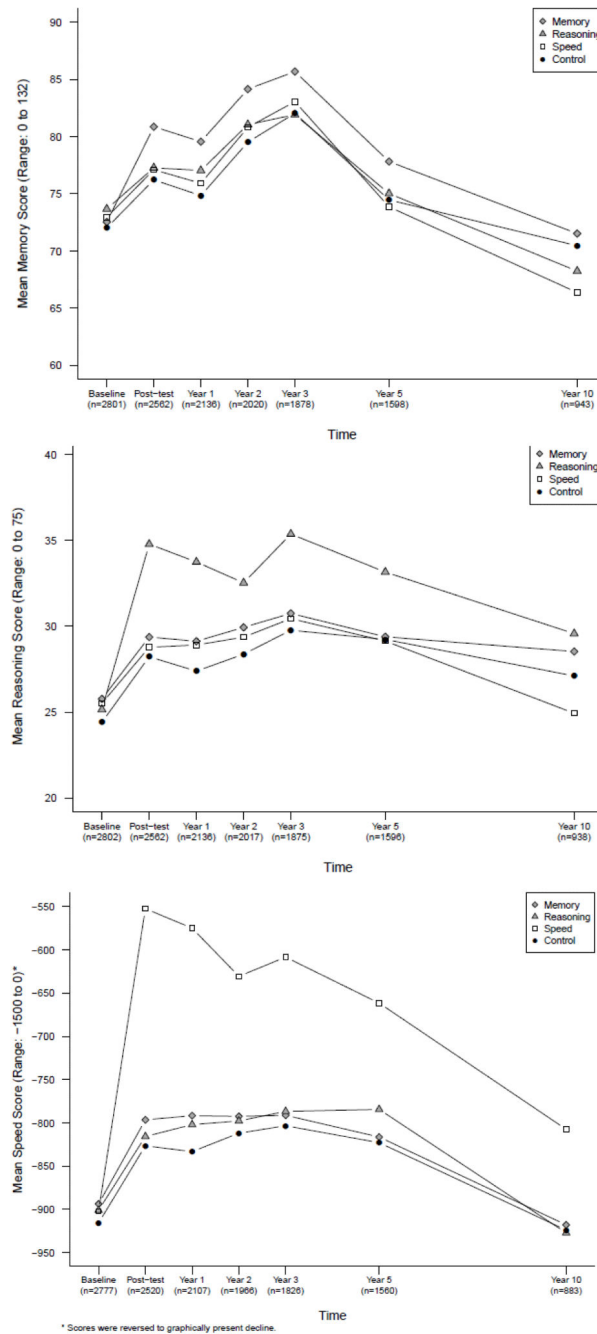 Mean Memory Score (Range: 0 to 132)
90
85
80
75
70
65
60
Memory
Reasoning
Speed
Control
Baseline Post-test Year 1 Year 2 Year 3 Year 5 Year 10
(n=2801) (n=2562) (n=2136) (n=2020) (n=1878) (n=1598) (n=943)
Time
Mean Reasoning Score (Range: 0 to 75)
40
35
30
25
20
Memory
Reasoning
Speed
Control
Baseline Post-test Year 1 Year 2 Year 3 Year 5 Year 10
(n=2802) (n=2562) (n=2136) (n=2017) (n=1875) (n=1596) (n=938)
Time
Mean Speed Score (Range: −1500 to 0)*
−550
−600
−650
−700
−750
−800
−850
−900
−950
Memory
Reasoning
Speed
Control
Baseline Post-test Year 1 Year 2 Year 3 Year 5 Year 10
(n=2777) (n=2520) (n=2107) (n=1966) (n=1826) (n=1560) (n=883)
Time
* Scores were reversed to graphically present decline.